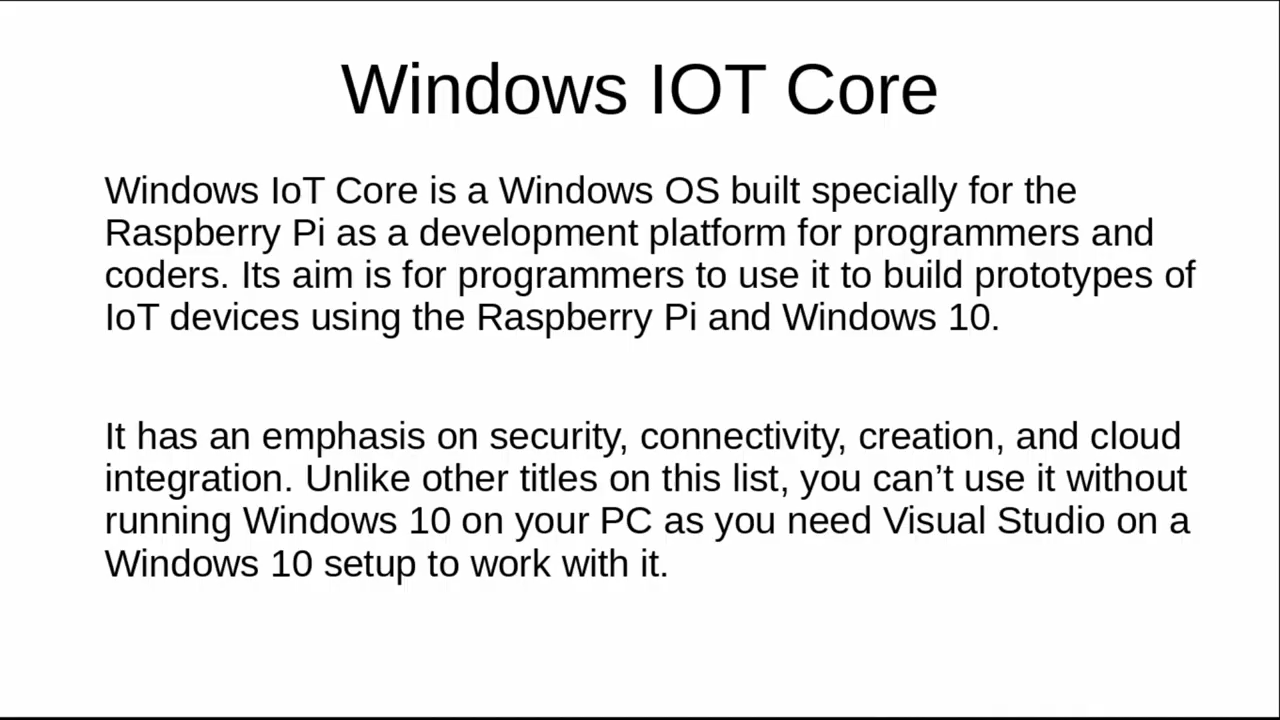 Windows IOT Core
Windows IoT Core is a Windows OS built specially for the
Raspberry Pi as a development platform for programmers and
coders. Its aim is for programmers to use it to build prototypes of
IoT devices using the Raspberry Pi and Windows 10.
It has an emphasis on security, connectivity, creation, and cloud
integration. Unlike other titles on this list, you can’t use it without
running Windows 10 on your PC as you need Visual Studio on a
Windows 10 setup to work with it.